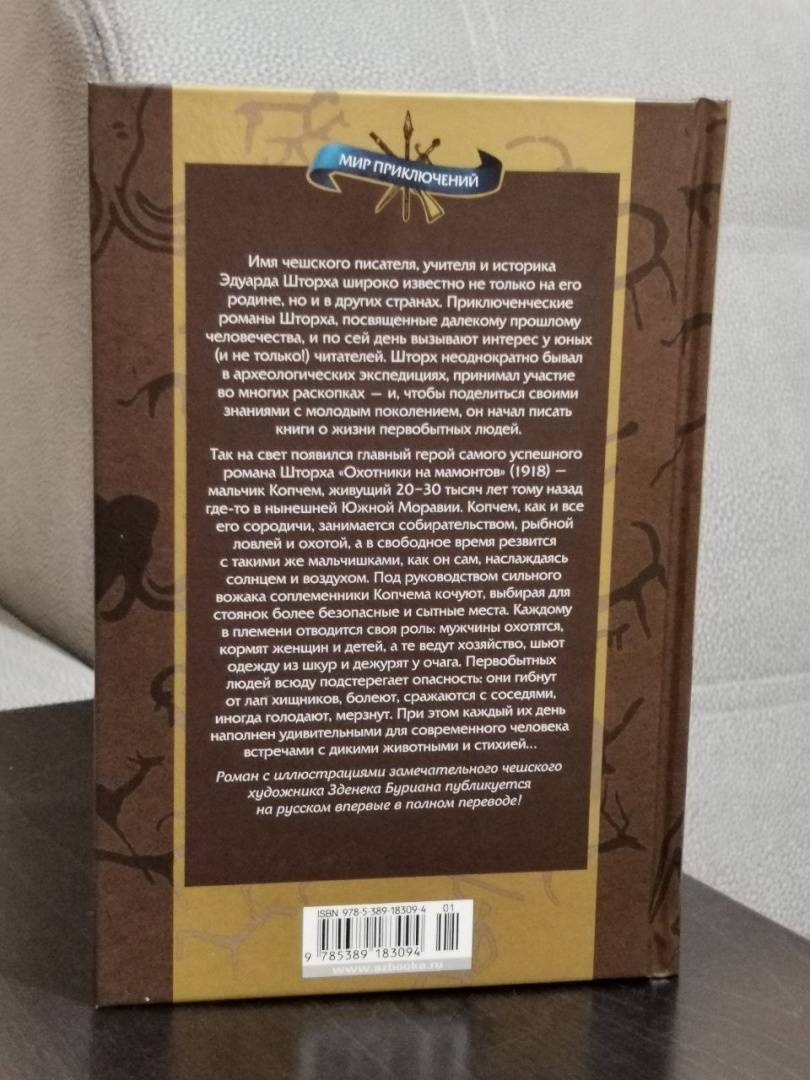 МИР ПРИКЛЮЧЕНИЙ
Имя чешского писателя, учителя и историка
Эдуарда Шторха широко известно не только на его
родине, но и в других странах. Приключенческие
романы Шторха, посвященные далекому прошлому
человечества, и по сей день вызывают интерес у юных
(и не только!) читателей. Шторх неоднократно бывал
в археологических экспедициях, принимал участие
во многих раскопках — и, чтобы поделиться своими
знаниями с молодым поколением, он начал писать
книги о жизни первобытных людей.
Так на свет появился главный герой самого успешного
романа Шторха «Охотники на мамонтов» (1918) —
мальчик Копчем, живущий 20–30 тысяч лет тому назад
где-то в нынешней Южной Моравии. Копчем, как и все
его сородичи, занимается собирательством, рыбной
ловлей и охотой, а в свободное время резвится
с такими же мальчишками, как он сам, наслаждаясь
солнцем и воздухом. Под руководством сильного
вожака соплеменники Копчема кочуют, выбирая для
стоянок более безопасные и сытные места. Каждому
в племени отводится своя роль: мужчины охотятся,
кормят женщин и детей, а те ведут хозяйство, шьют
одежду из шкур и дежурят у очага. Первобытных
людей всюду подстерегает опасность: они гибнут
от лап хищников, болеют, сражаются с соседями,
иногда голодают, мерзнут. При этом каждый их день
наполнен удивительными для современного человека
встречами с дикими животными и стихией...
Роман с иллюстрациями замечательного чешского
художника Зденека Буриана публикуется
на русском впервые в полном переводе!
ISBN 978-5-389-18309-4 01
9 785389 183094
www.azbooka.ru